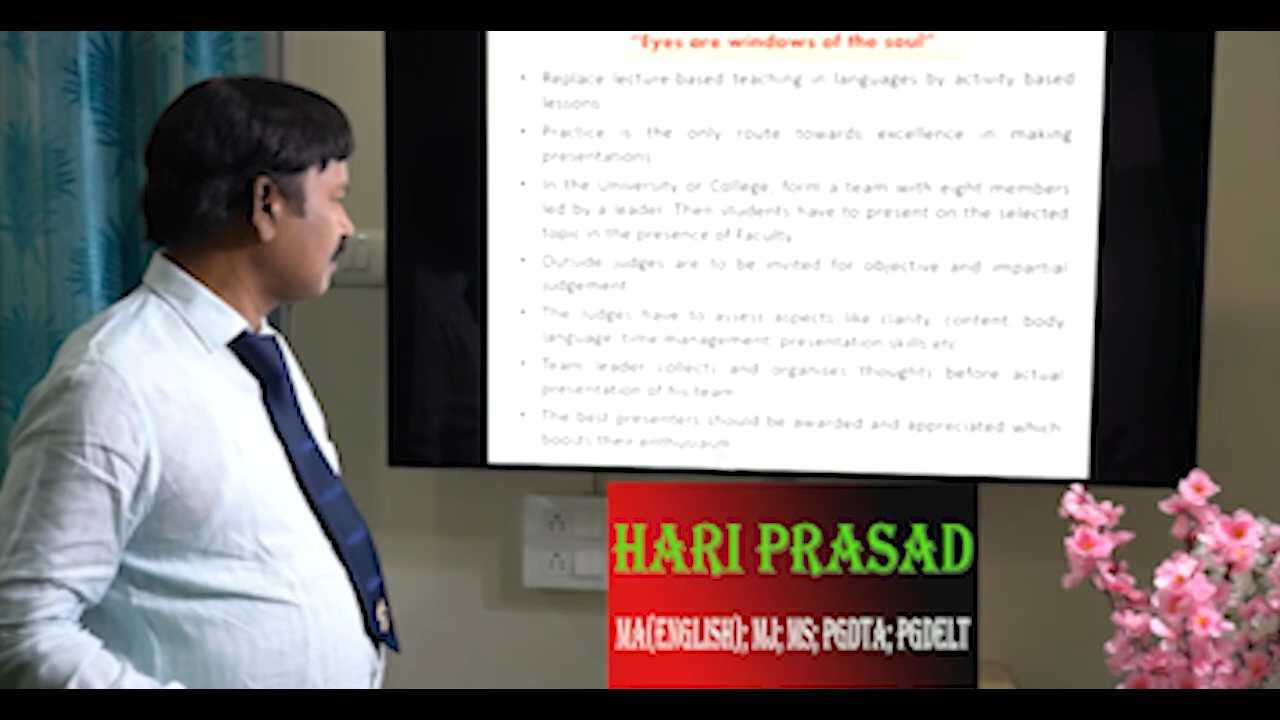 "Eyes are windows of the soul"
• Replace lecture-based teaching in languages by activity based
lessons
• Practice is the only route towards excellence in making
presentations
• In the University or College, form a team with eight members
led by a leader. Then students have to present on the selected
topic in the presence of Faculty
• Outside judges are to be invited for objective and impartial
judgement
• The Judges have to assess aspects like clarity, content, body
language, time management, presentation skills etc
• Team leader collects and organises thoughts before actual
presentation of his team
• The best presenters should be awarded and appreciated which
boosts their enthusiasm
HARI PRASAD
MA(ENGLISH); MJ; MS; PGDTA; PGDELT